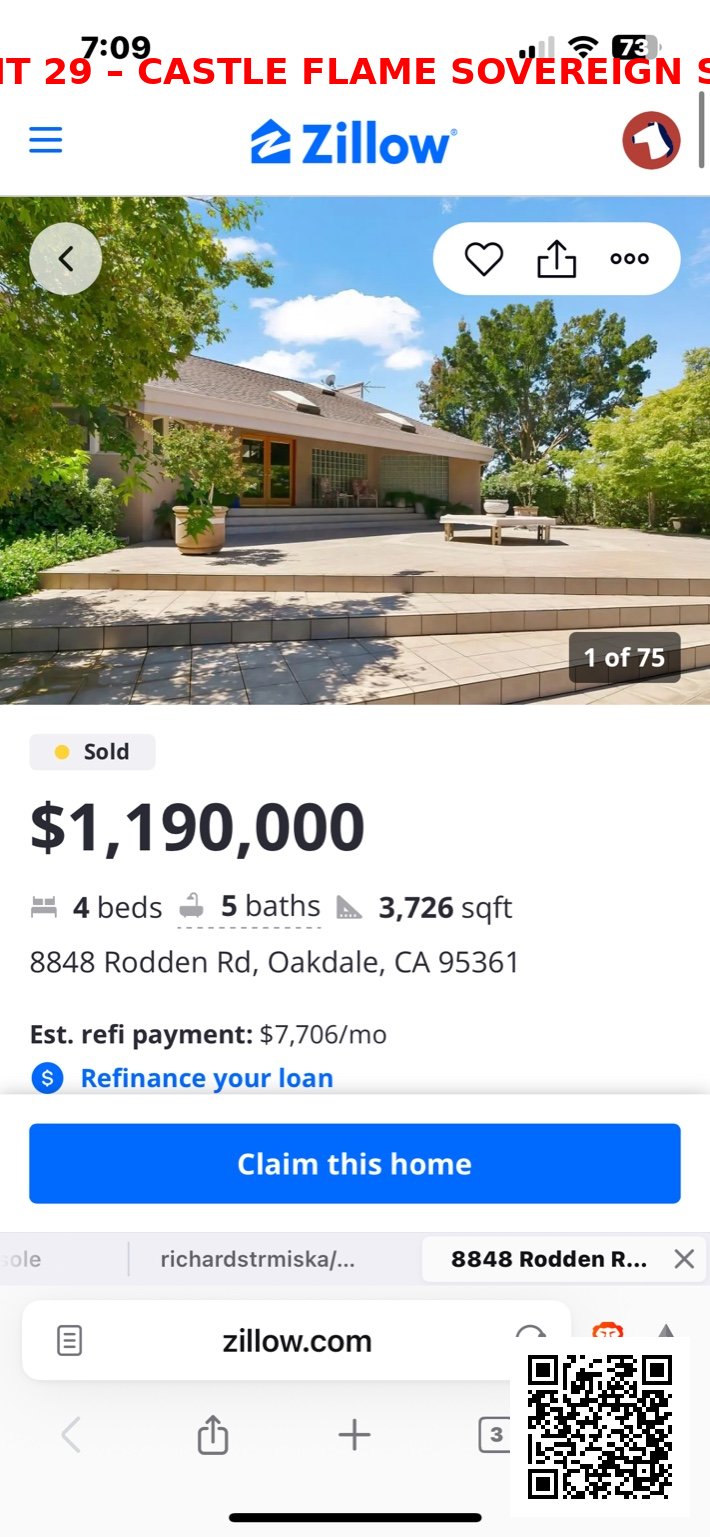 7:09
73
29 – CASTLE FLAME SOVEREIGN
Zillow
1 of 75
Sold
$1,190,000
4 beds 5 baths 3,726 sqft
8848 Rodden Rd, Oakdale, CA 95361
Est. refi payment: $7,706/mo
$ Refinance your loan
Claim this home
sole richardstrmiska/... 8848 Rodden R...
zillow.com
3